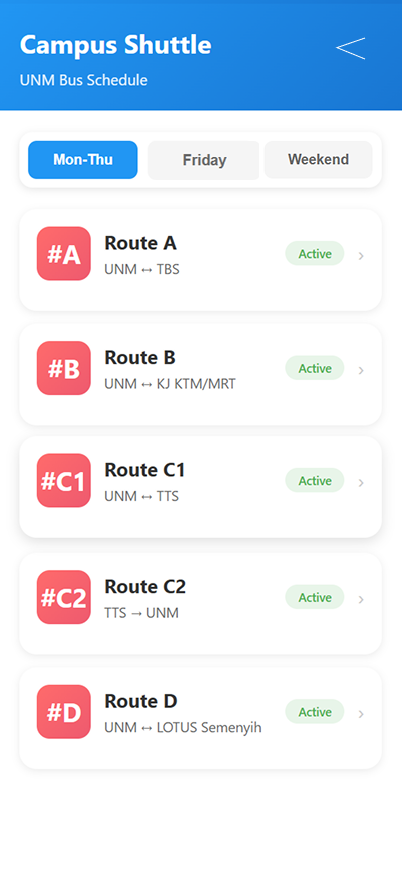 Campus Shuttle
UNM Bus Schedule
Mon-Thu
Friday
Weekend
#A
Route A
UNM ↔ TBS
Active
#B
Route B
UNM ↔ KJ KTM/MRT
Active
#C1
Route C1
UNM ↔ TTS
Active
#C2
Route C2
TTS → UNM
Active
#D
Route D
UNM ↔ LOTUS Semenyih
Active